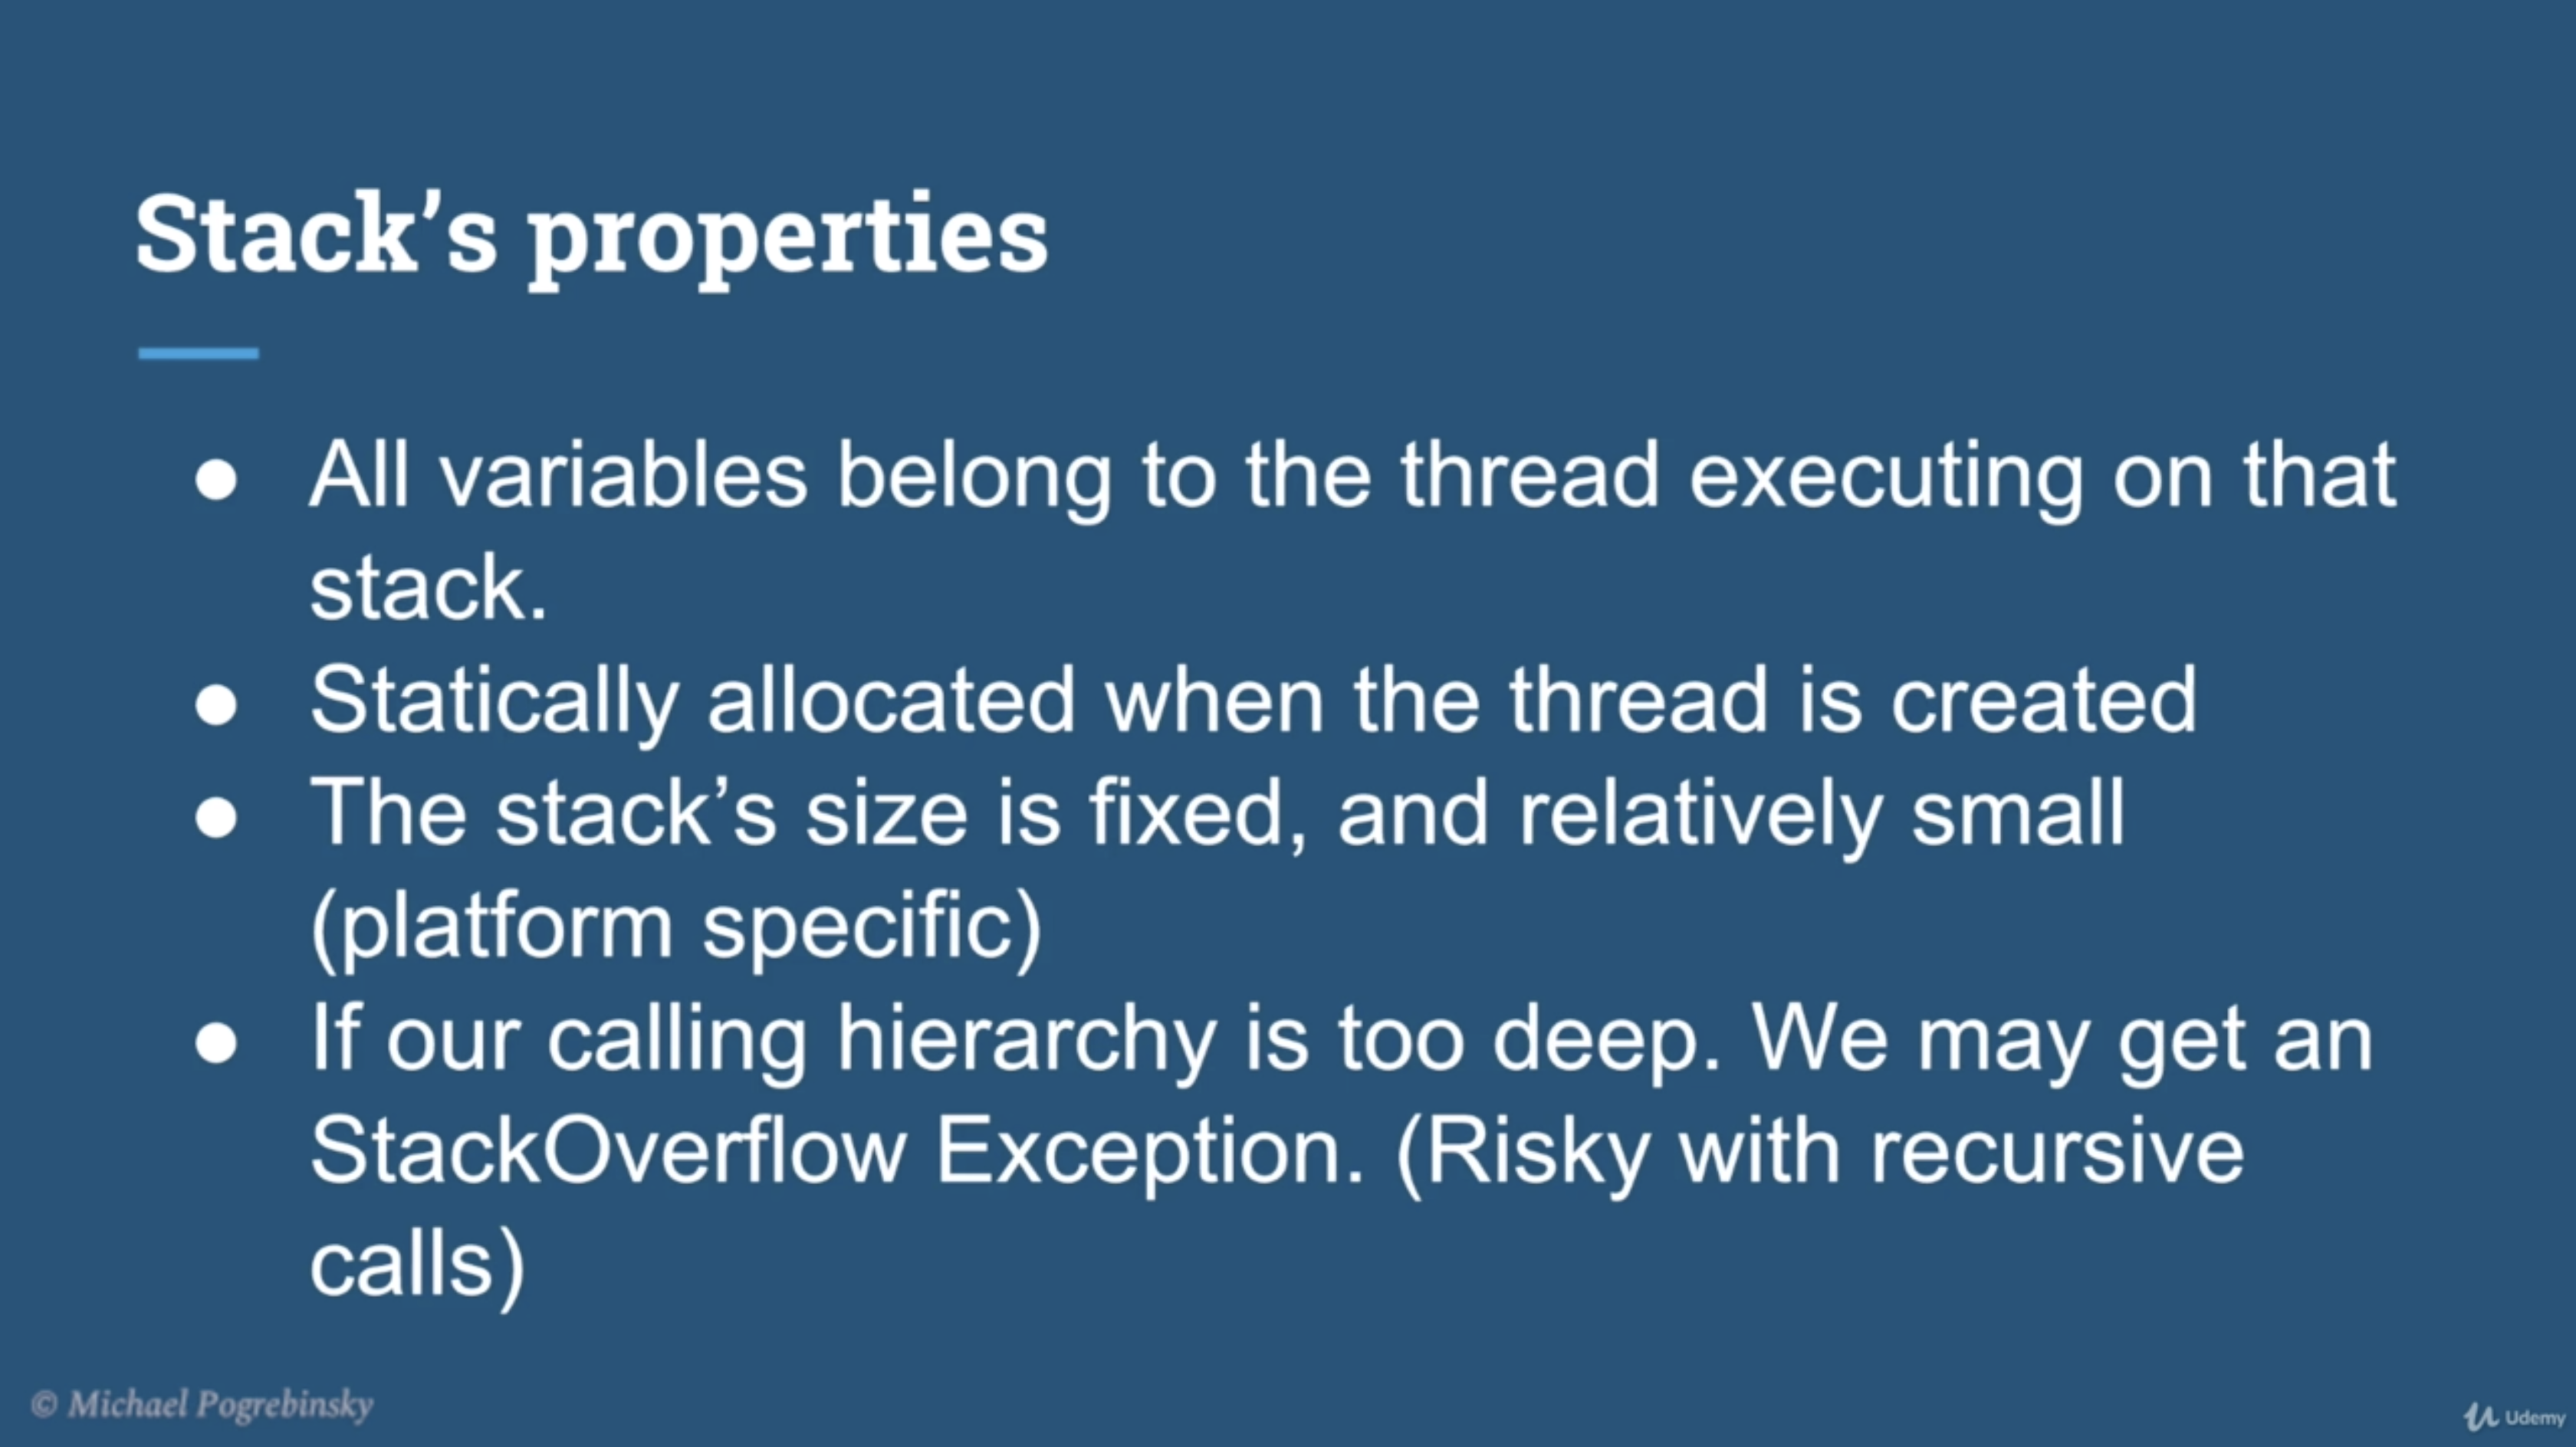 Stack’s properties
● All variables belong to the thread executing on that
stack.
● Statically allocated when the thread is created
● The stack’s size is fixed, and relatively small
(platform specific)
● If our calling hierarchy is too deep. We may get an
StackOverflow Exception. (Risky with recursive
calls)
© Michael Pogrebinsky
Udemy